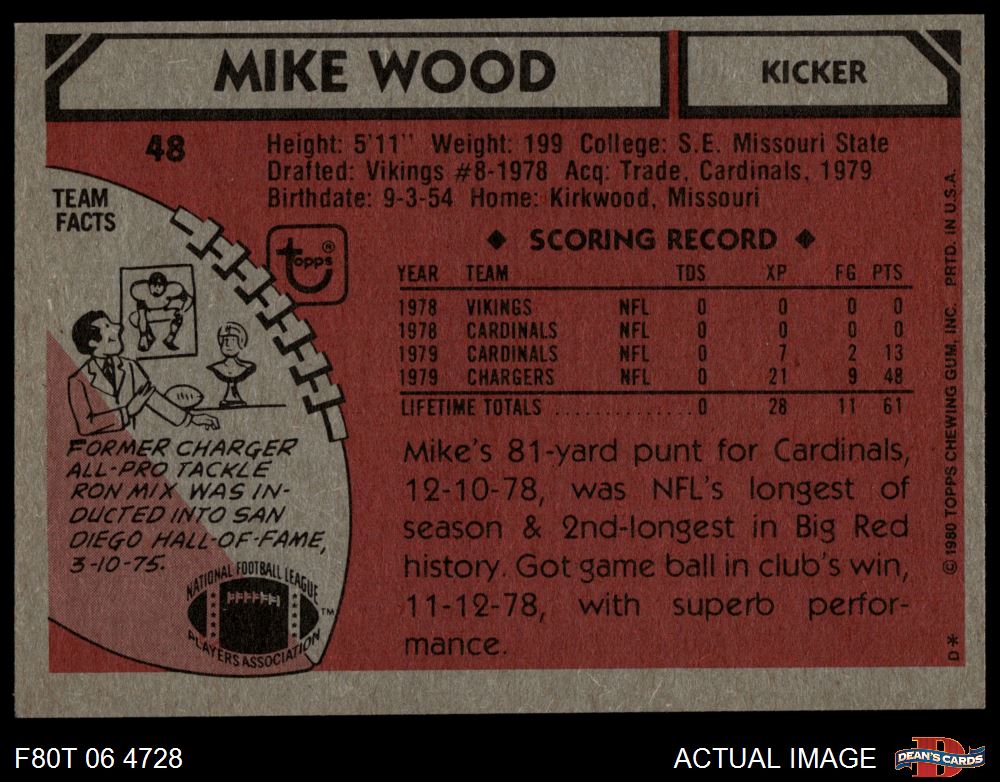 MIKE WOOD
KICKER
48
Height: 5'11" Weight: 199 College: S.E. Missouri State
Drafted: Vikings #8-1978 Acq: Trade, Cardinals, 1979
Birthdate: 9-3-54 Home: Kirkwood, Missouri
TEAM
FACTS
topps®
◆ SCORING RECORD ◆
YEAR TEAM TDS XP FG PTS
1978 VIKINGS NFL 0 0 0 0
1978 CARDINALS NFL 0 0 0 0
1979 CARDINALS NFL 0 7 2 13
1979 CHARGERS NFL 0 21 9 48
LIFETIME TOTALS ..............0 28 11 61
FORMER CHARGER
ALL-PRO TACKLE
RON MIX WAS IN-
DUCTED INTO SAN
DIEGO HALL-OF-FAME,
3-10-75.
NATIONAL FOOTBALL LEAGUE
PLAYERS ASSOCIATION
TM
Mike's 81-yard punt for Cardinals,
12-10-78, was NFL's longest of
season & 2nd-longest in Big Red
history. Got game ball in club's win,
11-12-78, with superb perfor-
mance.
D* © 1980 TOPPS CHEWING GUM, INC. PRTD. IN U.S.A.
F80T 06 4728
ACTUAL IMAGE
D
DEAN'S CARDS